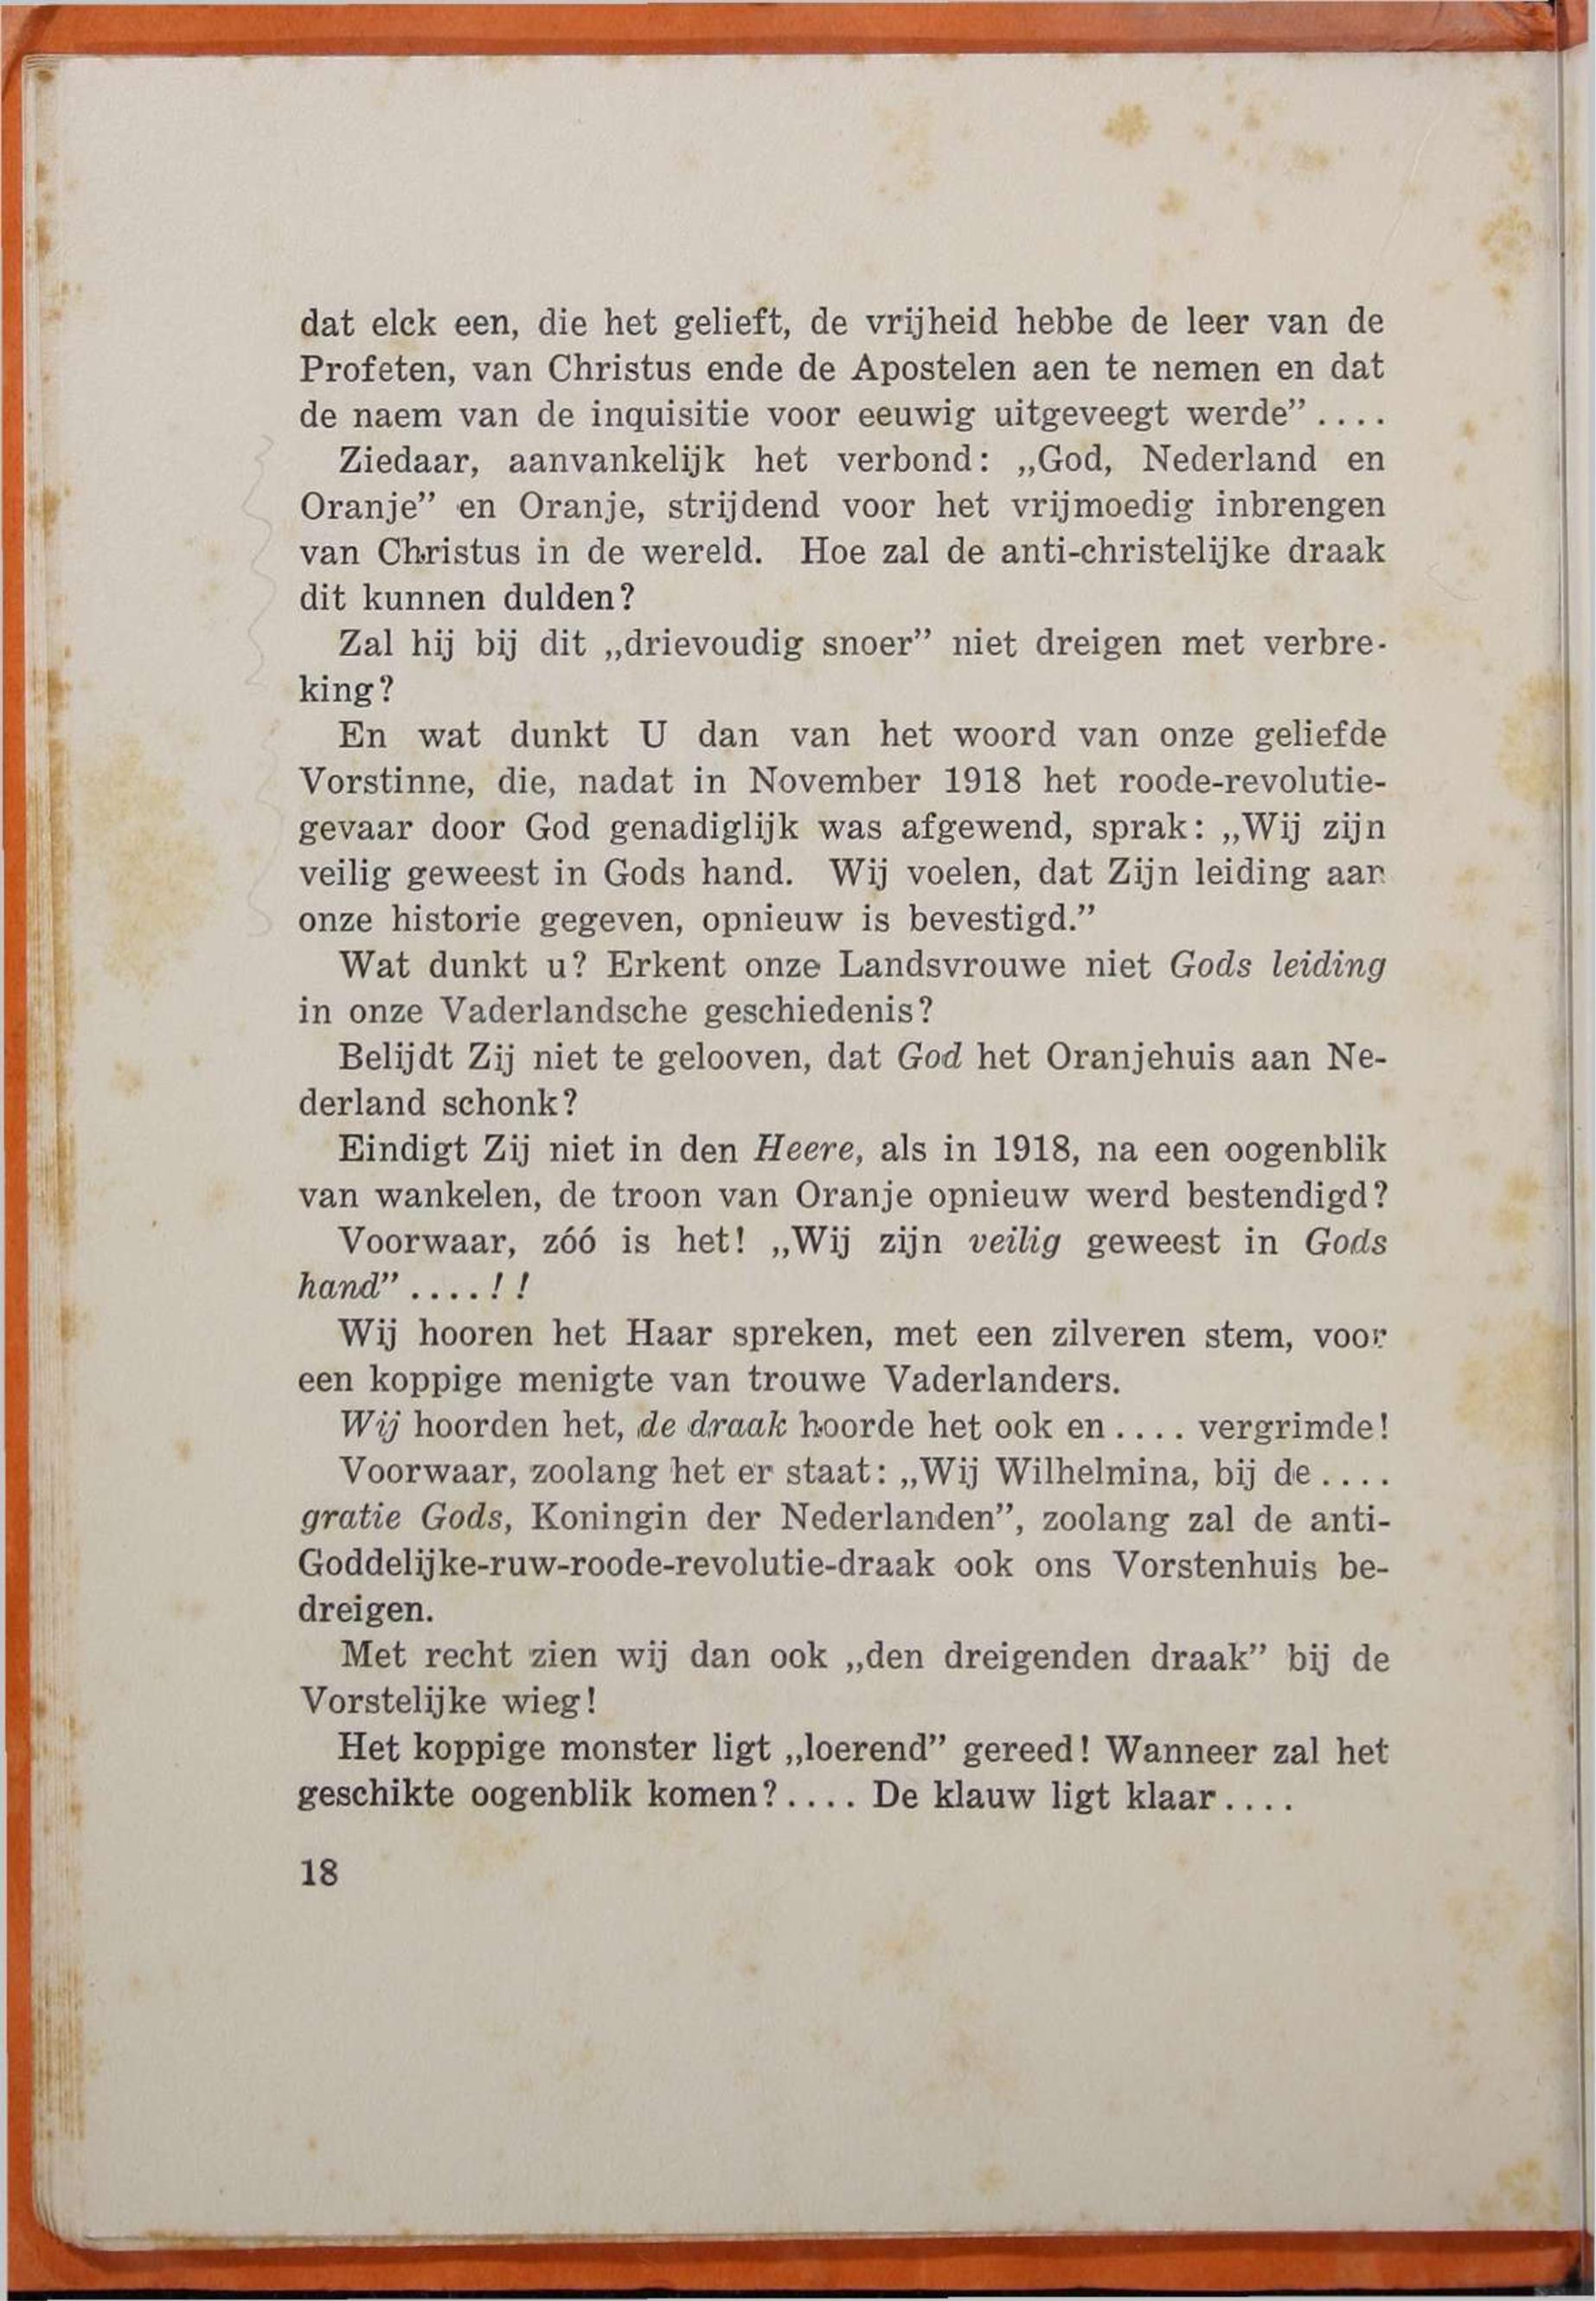 dat elck een, die het gelieft, de vrijheid hebbe de leer van de
Profeten, van Christus ende de Apostelen aen te nemen en dat
de naem van de inquisitie voor eeuwig uitgeveegt werde” ....
Ziedaar, aanvankelijk het verbond: „God, Nederland en
Oranje” en Oranje, strijdend voor het vrijmoedig inbrengen
van Christus in de wereld. Hoe zal de anti-christelijke draak
dit kunnen dulden?
Zal hij bij dit „drievoudig snoer” niet dreigen met verbre-
king?
En wat dunkt U dan van het woord van onze geliefde
Vorstinne, die, nadat in November 1918 het roode-revolutie-
gevaar door God genadiglijk was afgewend, sprak: „Wij zijn
veilig geweest in Gods hand. Wij voelen, dat Zijn leiding aan
onze historie gegeven, opnieuw is bevestigd.”
Wat dunkt u? Erkent onze Landsvrouwe niet Gods leiding
in onze Vaderlandsche geschiedenis?
Belijdt Zij niet te gelooven, dat God het Oranjehuis aan Ne-
derland schonk?
Eindigt Zij niet in den Heere, als in 1918, na een oogenblik
van wankelen, de troon van Oranje opnieuw werd bestendigd?
Voorwaar, zóó is het! „Wij zijn veilig geweest in Gods
hand” ....!!
Wij hooren het Haar spreken, met een zilveren stem, voor
een koppige menigte van trouwe Vaderlanders.
Wij hoorden het, de draak hoorde het ook en .... vergrimde!
Voorwaar, zoolang het er staat: „Wij Wilhelmina, bij de ....
gratie Gods, Koningin der Nederlanden”, zoolang zal de anti-
Goddelijke-ruw-roode-revolutie-draak ook ons Vorstenhuis be-
dreigen.
Met recht zien wij dan ook „den dreigenden draak” bij de
Vorstelijke wieg!
Het koppige monster ligt „loerend” gereed! Wanneer zal het
geschikte oogenblik komen? .... De klauw ligt klaar ....
18